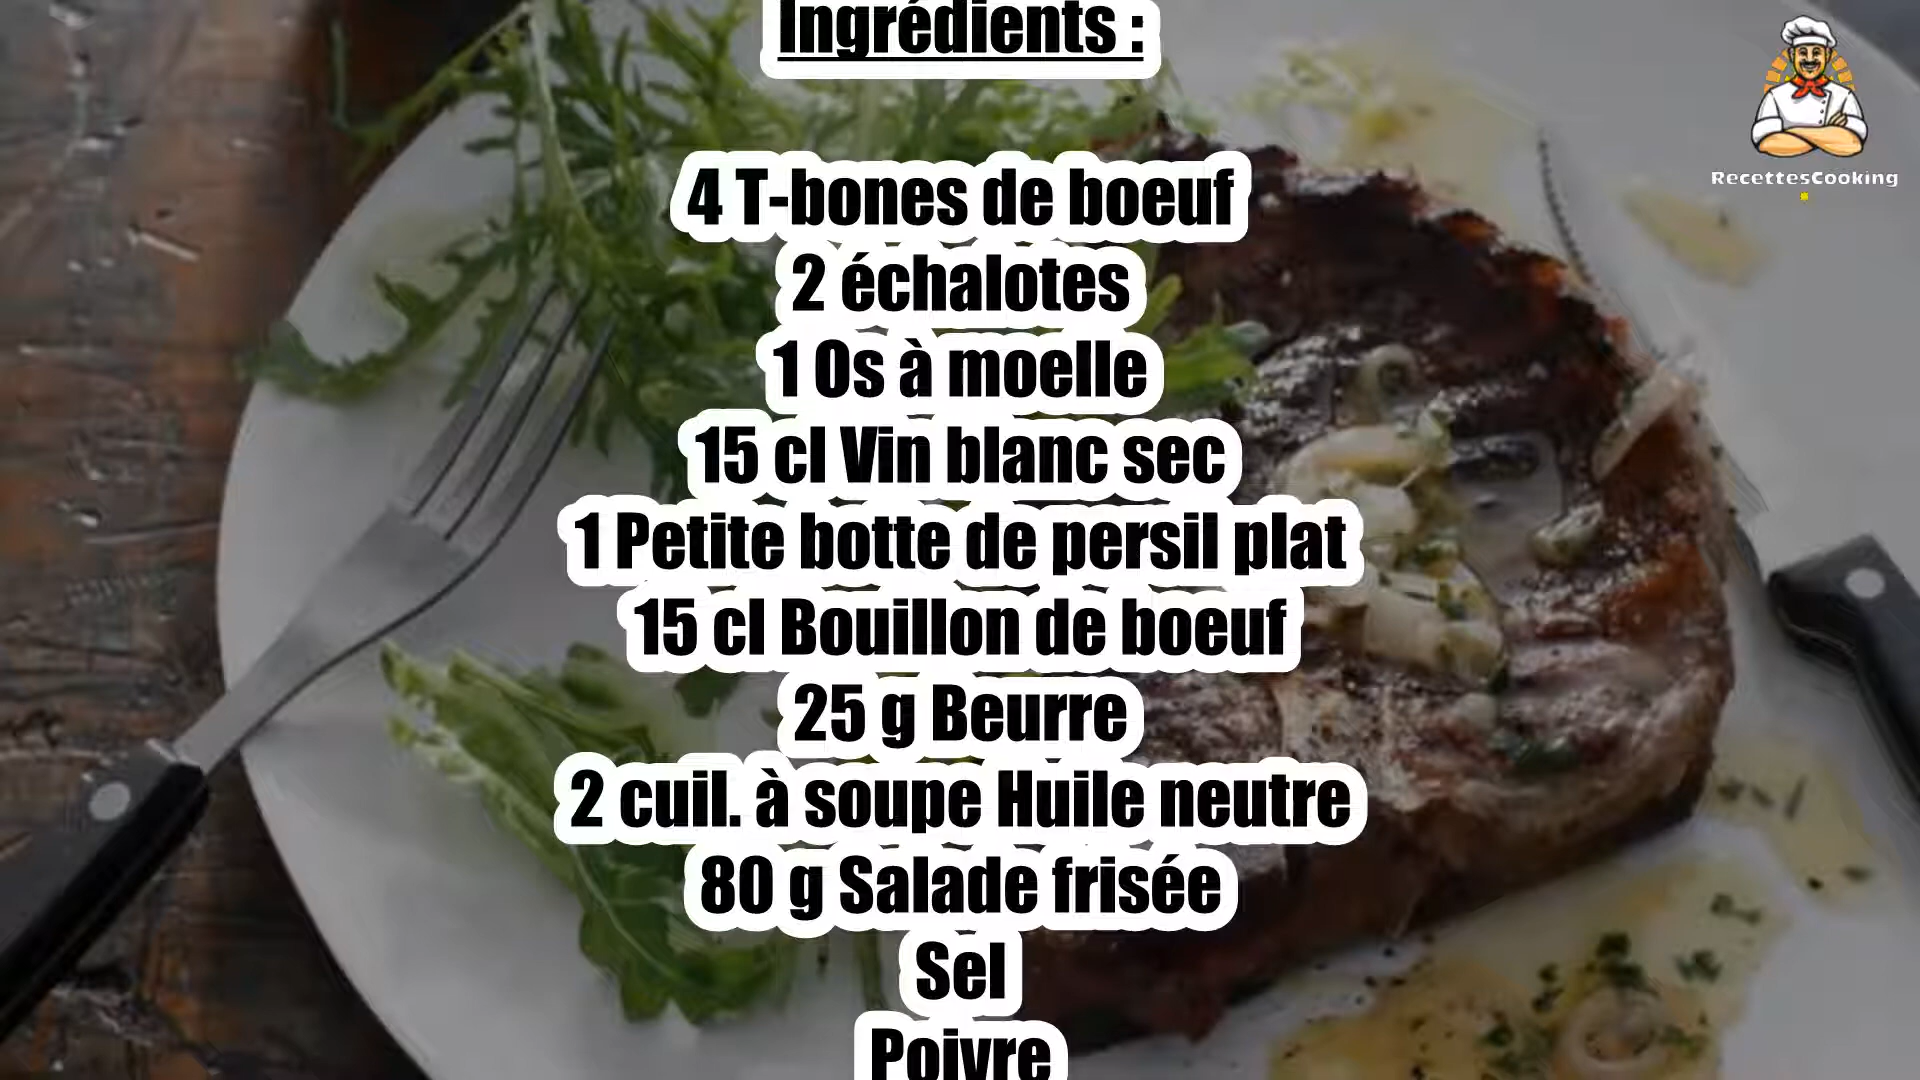 Ingrédients :
RecettesCooking
4 T-bones de boeuf
2 échalotes
1 Os à moelle
15 cl Vin blanc sec
1 Petite botte de persil plat
15 cl Bouillon de boeuf
25 g Beurre
2 cuil. à soupe Huile neutre
80 g Salade frisée
Sel
Poivre